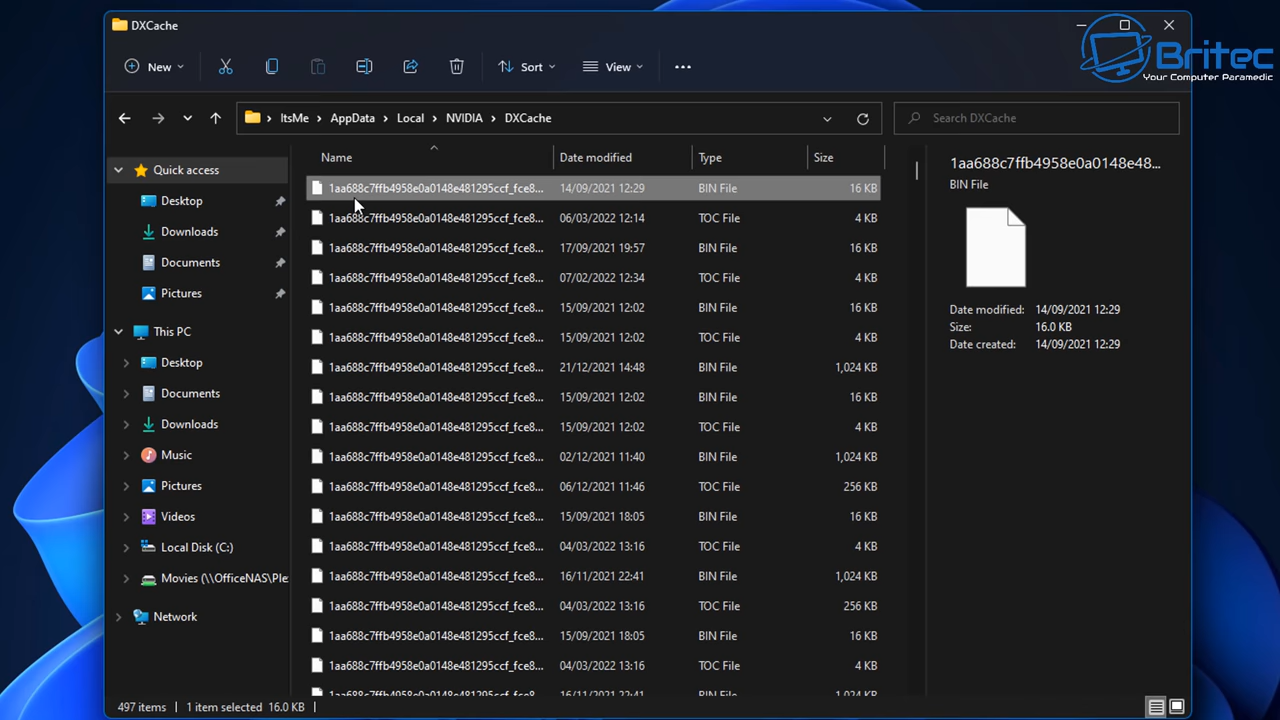 DXCache
Britec
Your Computer Paramedic
New
Sort
View
ItsMe > AppData > Local > NVIDIA > DXCache
Search DXCache
Name Date modified Type Size
Quick access
Desktop
Downloads
Documents
Pictures
This PC
Desktop
Documents
Downloads
Music
Pictures
Videos
Local Disk (C:)
Movies (\\OfficeNAS\Ple
Network
1aa688c7ffb4958e0a0148e481295ccf_fce8... 14/09/2021 12:29 BIN File 16 KB
1aa688c7ffb4958e0a0148e481295ccf_fce8... 06/03/2022 12:14 TOC File 4 KB
1aa688c7ffb4958e0a0148e481295ccf_fce8... 17/09/2021 19:57 BIN File 16 KB
1aa688c7ffb4958e0a0148e481295ccf_fce8... 07/02/2022 12:34 TOC File 4 KB
1aa688c7ffb4958e0a0148e481295ccf_fce8... 15/09/2021 12:02 BIN File 16 KB
1aa688c7ffb4958e0a0148e481295ccf_fce8... 15/09/2021 12:02 TOC File 4 KB
1aa688c7ffb4958e0a0148e481295ccf_fce8... 21/12/2021 14:48 BIN File 1,024 KB
1aa688c7ffb4958e0a0148e481295ccf_fce8... 15/09/2021 12:02 BIN File 16 KB
1aa688c7ffb4958e0a0148e481295ccf_fce8... 15/09/2021 12:02 TOC File 4 KB
1aa688c7ffb4958e0a0148e481295ccf_fce8... 02/12/2021 11:40 BIN File 1,024 KB
1aa688c7ffb4958e0a0148e481295ccf_fce8... 06/12/2021 11:46 TOC File 256 KB
1aa688c7ffb4958e0a0148e481295ccf_fce8... 15/09/2021 18:05 BIN File 16 KB
1aa688c7ffb4958e0a0148e481295ccf_fce8... 04/03/2022 13:16 TOC File 4 KB
1aa688c7ffb4958e0a0148e481295ccf_fce8... 16/11/2021 22:41 BIN File 1,024 KB
1aa688c7ffb4958e0a0148e481295ccf_fce8... 04/03/2022 13:16 TOC File 256 KB
1aa688c7ffb4958e0a0148e481295ccf_fce8... 15/09/2021 18:05 BIN File 16 KB
1aa688c7ffb4958e0a0148e481295ccf_fce8... 04/03/2022 13:16 TOC File 4 KB
1aa688c7ffb4958e0a0148e481295ccf_fce8... 16/11/2021 22:41 BIN File 1,024 KB
1aa688c7ffb4958e0a0148e48...
BIN File
Date modified: 14/09/2021 12:29
Size: 16.0 KB
Date created: 14/09/2021 12:29
497 items | 1 item selected 16.0 KB |